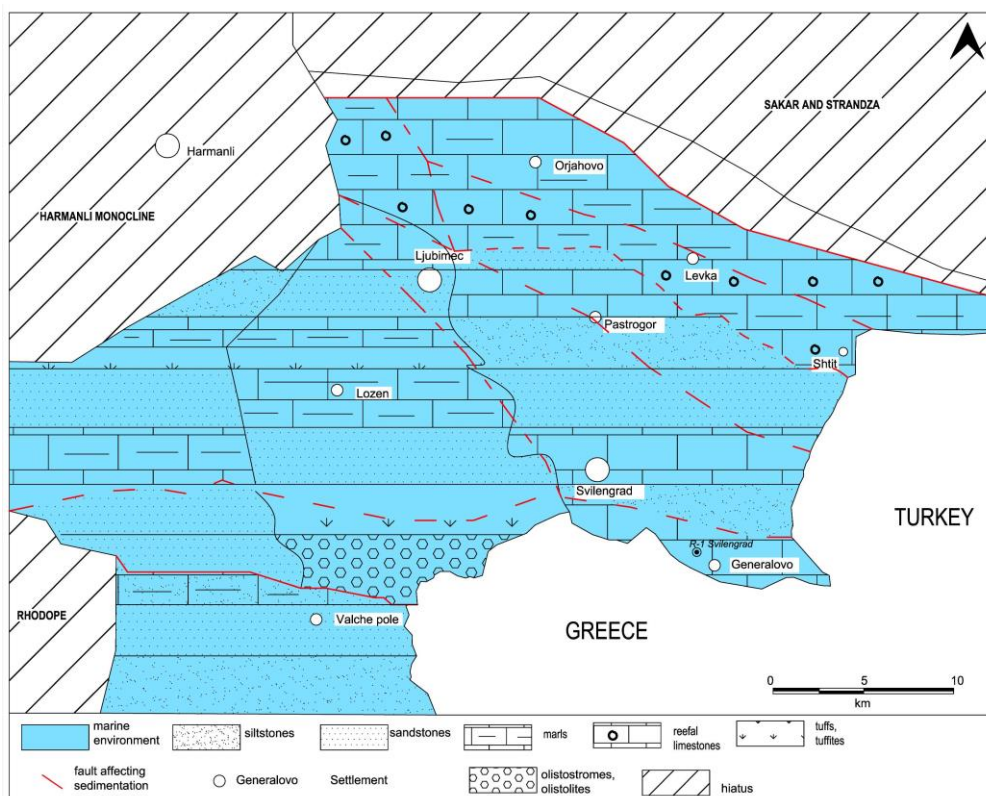 SAKAR AND STRANDZA
Harmanli
Orjahovo
HARMANLI MONOCLINE
Ljubimec
Levka
Pastrogor
Shtit
Lozen
Svilengrad
TURKEY
R-1 Svilengrad
Generalovo
RHODOPE
Valche pole
GREECE
0 5 10
km
marine
environment
siltstones
sandstones
marls
reefal
limestones
tuffs,
tuffites
fault affecting
sedimentation
Generalovo Settlement
olistostromes,
olistolites
hiatus